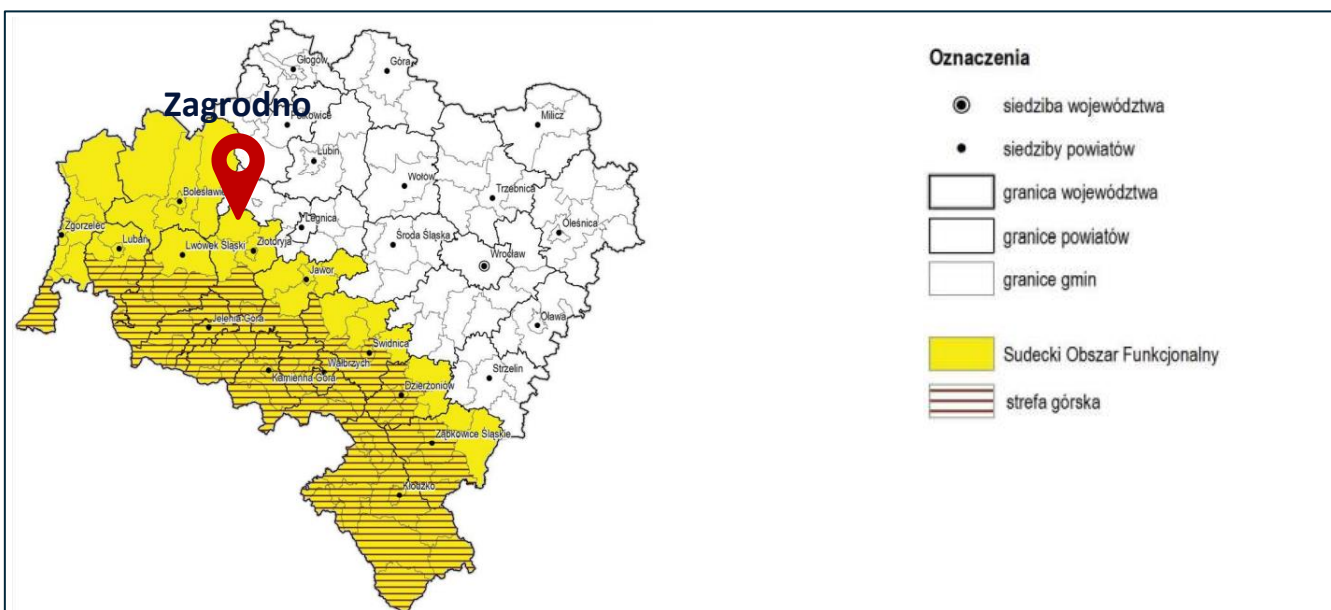 Głogów
Góra
Zagrodno
Polkowice
Milicz
Lubin
Wołów
Trzebnica
Bolesławie
Legnica
Oleśnica
Zgorzelec
Lubań
Lwówek Śląski
Złotoryja
Środa Śląska
Wrocław
Jawor
Jelenia Góra
Oława
Świdnica
Wałbrzych
Kamienna Góra
Strzelin
Dzierżoniów
Ząbkowice Śląskie
Kłodzko
Oznaczenia
siedziba województwa
siedziby powiatów
granica województwa
granice powiatów
granice gmin
Sudecki Obszar Funkcjonalny
strefa górska